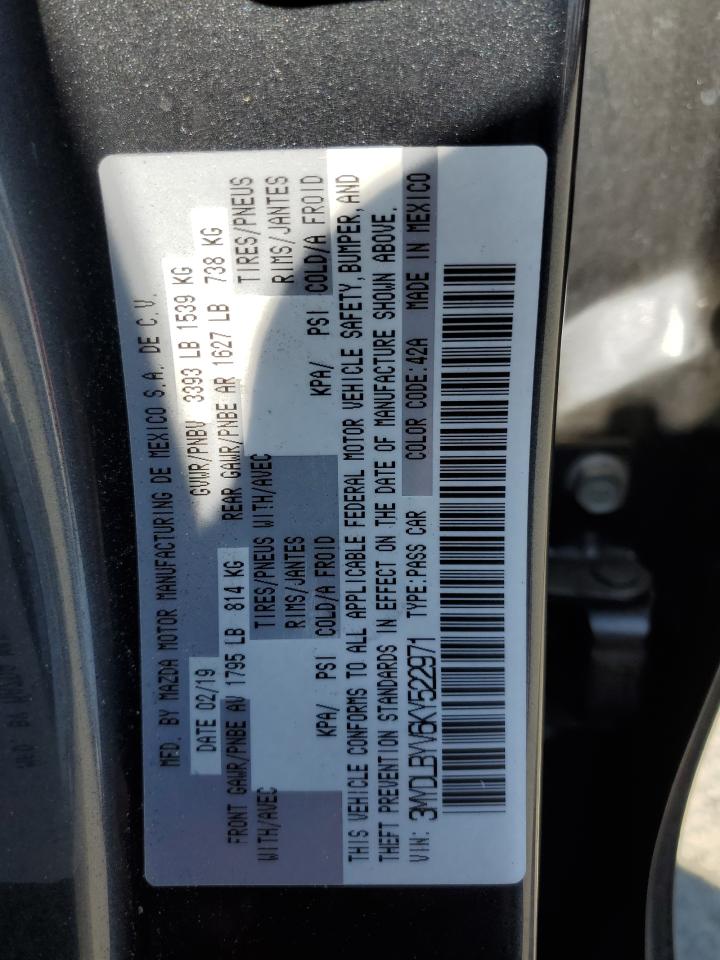 MFD. BY MAZDA MOTOR MANUFACTURING DE MEXICO S.A. DE C.V.
DATE 02/19 GVWR/PNBV 3393 LB 1539 KG
FRONT GAWR/PNBE AV 1795 LB 814 KG REAR GAWR/PNBE AR 1627 LB 738 KG
WITH/AVEC TIRES/PNEUS WITH/AVEC TIRES/PNEUS
RIMS/JANTES RIMS/JANTES
KPA/ PSI COLD/A FROID KPA/ PSI COLD/A FROID
THIS VEHICLE CONFORMS TO ALL APPLICABLE FEDERAL MOTOR VEHICLE SAFETY, BUMPER, AND
THEFT PREVENTION STANDARDS IN EFFECT ON THE DATE OF MANUFACTURE SHOWN ABOVE.
VIN: 3MYDLBYV6KY522971 TYPE:PASS CAR COLOR CODE:42A MADE IN MEXICO